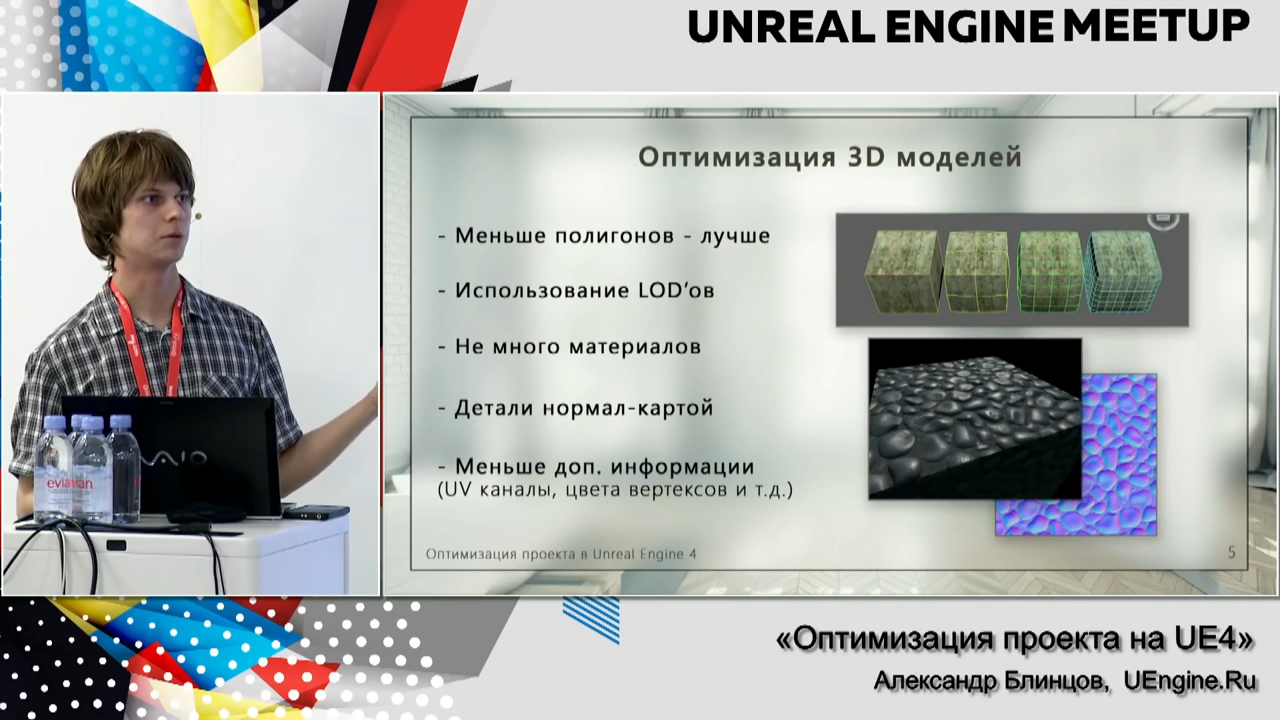 UNREAL ENGINE MEETUP
Оптимизация 3D моделей
- Меньше полигонов - лучше
- Использование LOD'ов
- Не много материалов
- Детали нормал-картой
- Меньше доп. информации
(UV каналы, цвета вертексов и т.д.)
Оптимизация проекта в Unreal Engine 4
5
VAIO
evian
«Оптимизация проекта на UE4»
Александр Блинцов, UEngine.Ru